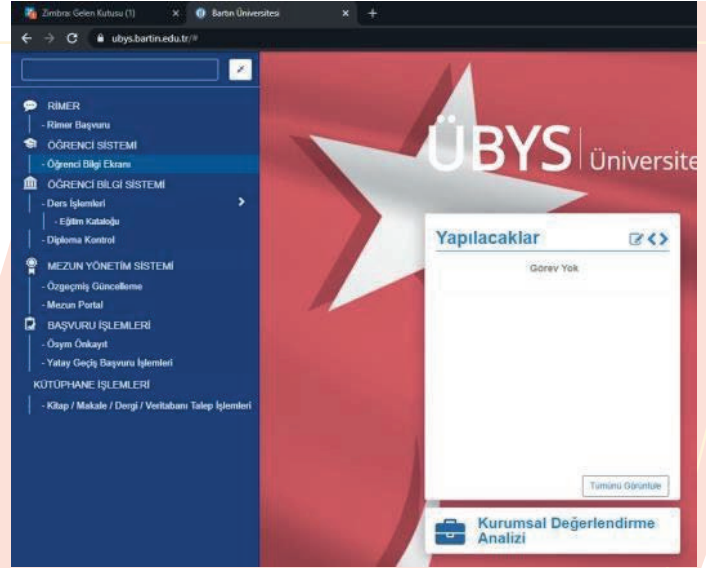 Zimbra: Gelen Kutusu (1)
Bartın Üniversitesi
ubys.bartin.edu.tr/#
RİMER
- Rimer Başvuru
ÖĞRENCİ SİSTEMİ
- Öğrenci Bilgi Ekranı
ÖĞRENCİ BİLGİ SİSTEMİ
- Ders İşlemleri
- Eğitim Kataloğu
- Diploma Kontrol
MEZUN YÖNETİM SİSTEMİ
- Özgeçmiş Güncelleme
- Mezun Portal
BAŞVURU İŞLEMLERİ
- Ösym Önkayıt
- Yatay Geçiş Başvuru İşlemleri
KÜTÜPHANE İŞLEMLERİ
- Kitap / Makale / Dergi / Veritabanı Talep İşlemleri
ÜBYS Üniversite
Yapılacaklar
Görev Yok
Tümünü Görüntüle
Kurumsal Değerlendirme
Analizi